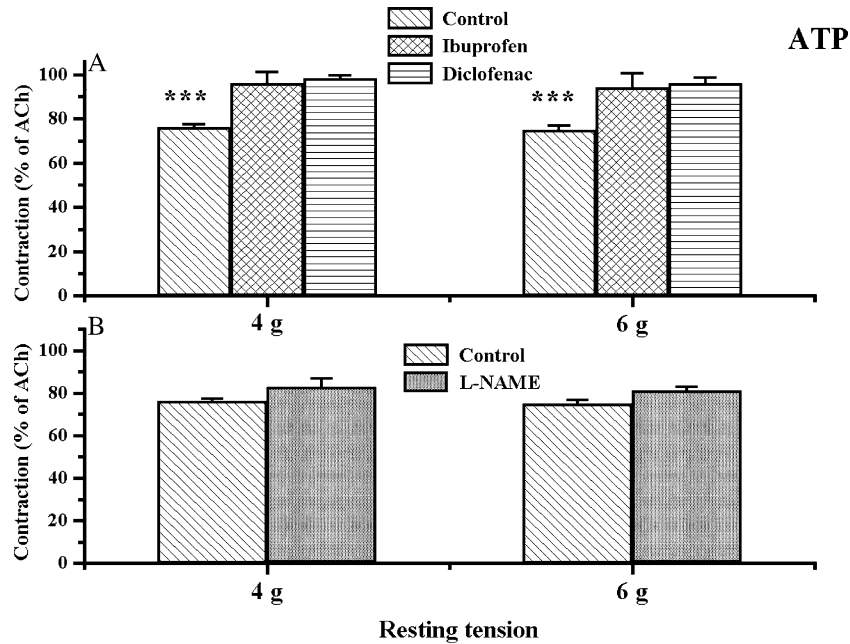 Control
Ibuprofen
Diclofenac
ATP
A
Contraction (% of ACh)
100
80
60
40
20
0
***
***
4 g
6 g
B
Contraction (% of ACh)
100
80
60
40
20
0
Control
L-NAME
4 g
6 g
Resting tension